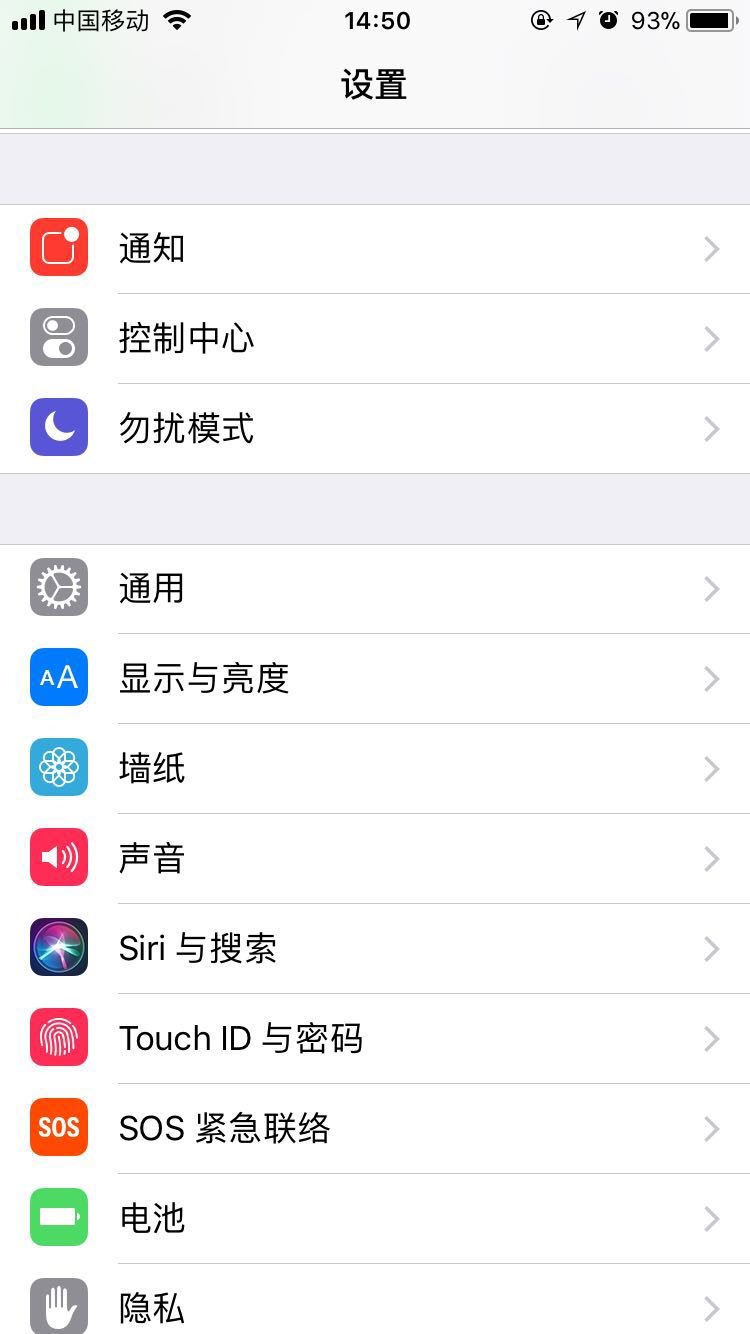 中国移动 14:50 93%
设置
通知
控制中心
勿扰模式
通用
AA 显示与亮度
墙纸
声音
Siri 与搜索
Touch ID 与密码
SOS SOS 紧急联络
电池
隐私